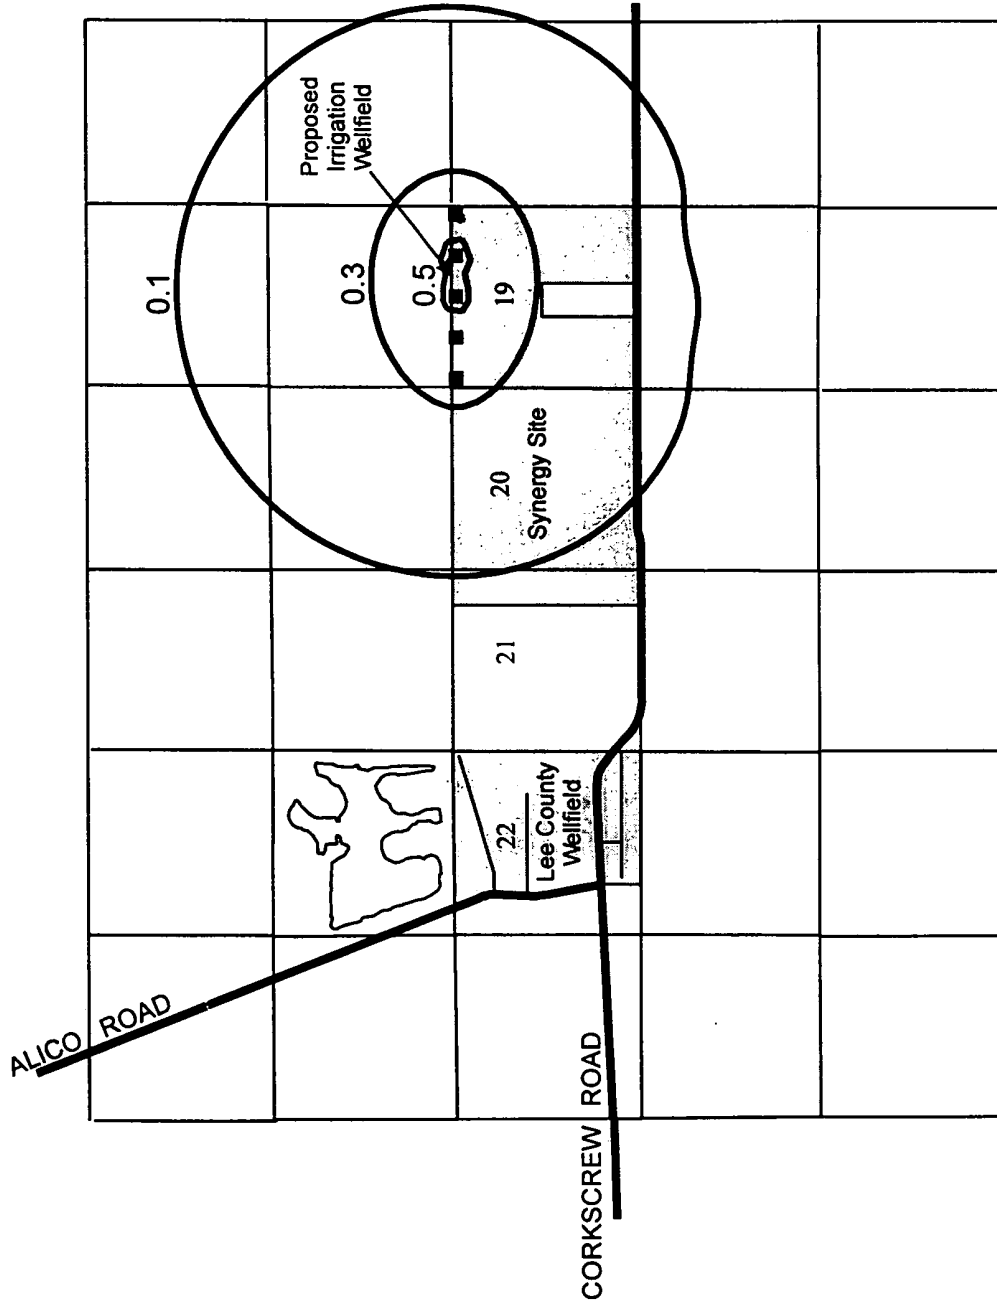 Proposed
Irrigation
Wellfield
0.1
0.3
0.5
19
20
Synergy Site
21
22
Lee County
Wellfield
ALICO ROAD
CORKSCREW ROAD